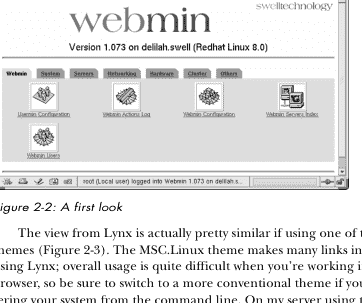 swelltechnology
webmin
Version 1.073 on delilah.swell (Redhat Linux 8.0)
Webmin System Servers Networking Hardware Cluster Others
Usermin Configuration Webmin Actions Log Webmin Configuration Webmin Servers Index
Webmin Users
root (Local user) logged into Webmin 1.073 on delilah.s...
igure 2-2: A first look
The view from Lynx is actually pretty similar if using one of t
hemes (Figure 2-3). The MSC.Linux theme makes many links in
sing Lynx; overall usage is quite difficult when you're working i
rowser, so be sure to switch to a more conventional theme if yo
ering your system from the command line. On my server using